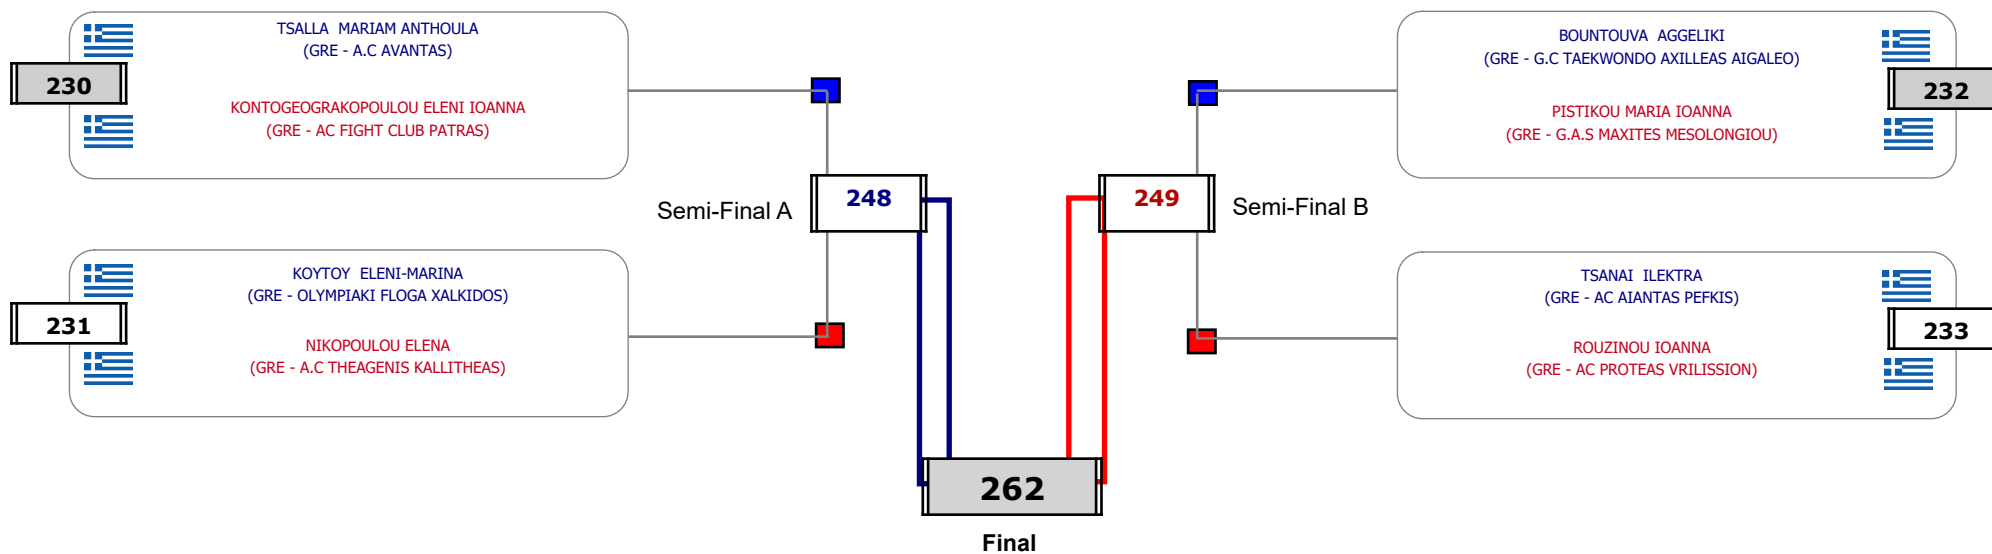 TSALLA  MARIAM ANTHOULA
(GRE - A.C AVANTAS)
230
KONTOGEOGRAKOPOULOU ELENI IOANNA
(GRE - AC FIGHT CLUB PATRAS)
KOYTOY  ELENI-MARINA
(GRE - OLYMPIAKI FLOGA XALKIDOS)
231
NIKOPOULOU ELENA
(GRE - A.C THEAGENIS KALLITHEAS)
Semi-Final A
248
249
Semi-Final B
BOUNTOUVA  AGGELIKI
(GRE - G.C TAEKWONDO AXILLEAS AIGALEO)
232
PISTIKOU MARIA IOANNA
(GRE - G.A.S MAXITES MESOLONGIOU)
TSANAI  ILEKTRA
(GRE - AC AIANTAS PEFKIS)
233
ROUZINOU IOANNA
(GRE - AC PROTEAS VRILISSION)
262
Final